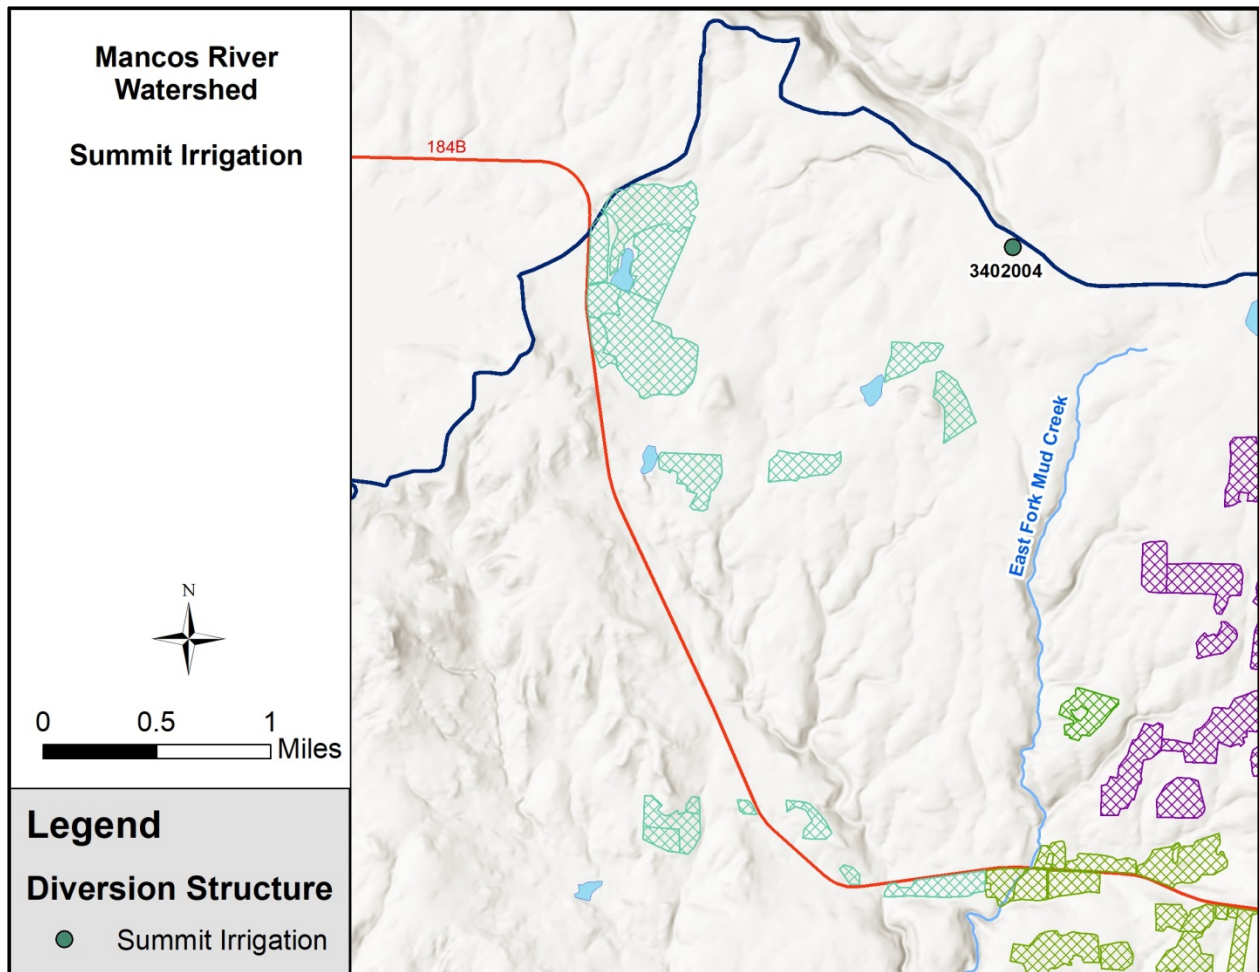 Mancos River
Watershed
Summit Irrigation
184B
3402004
East Fork Mud Creek
N
0 0.5 1
Miles
Legend
Diversion Structure
Summit Irrigation